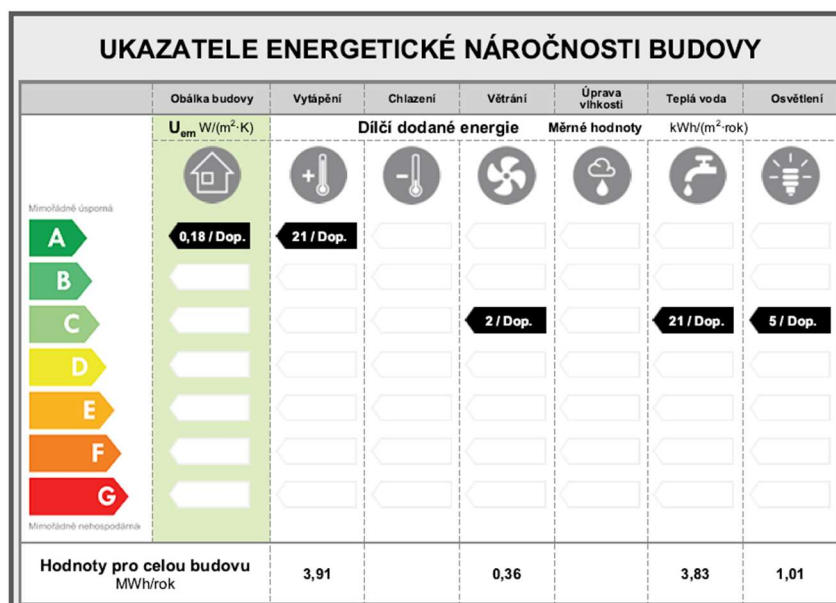 UKAZATELE ENERGETICKÉ NÁROČNOSTI BUDOVY
Obálka budovy Vytápění Chlazení Větrání Úprava vlhkosti Teplá voda Osvětlení
Uem W/(m²·K) Dílčí dodané energie Měrné hodnoty kWh/(m²·rok)
Mimořádně úsporná
A 0,18 / Dop. 21 / Dop.
B
C 2 / Dop. 21 / Dop. 5 / Dop.
D
E
F
G
Mimořádně nehospodárná
Hodnoty pro celou budovu
MWh/rok
3,91 0,36 3,83 1,01